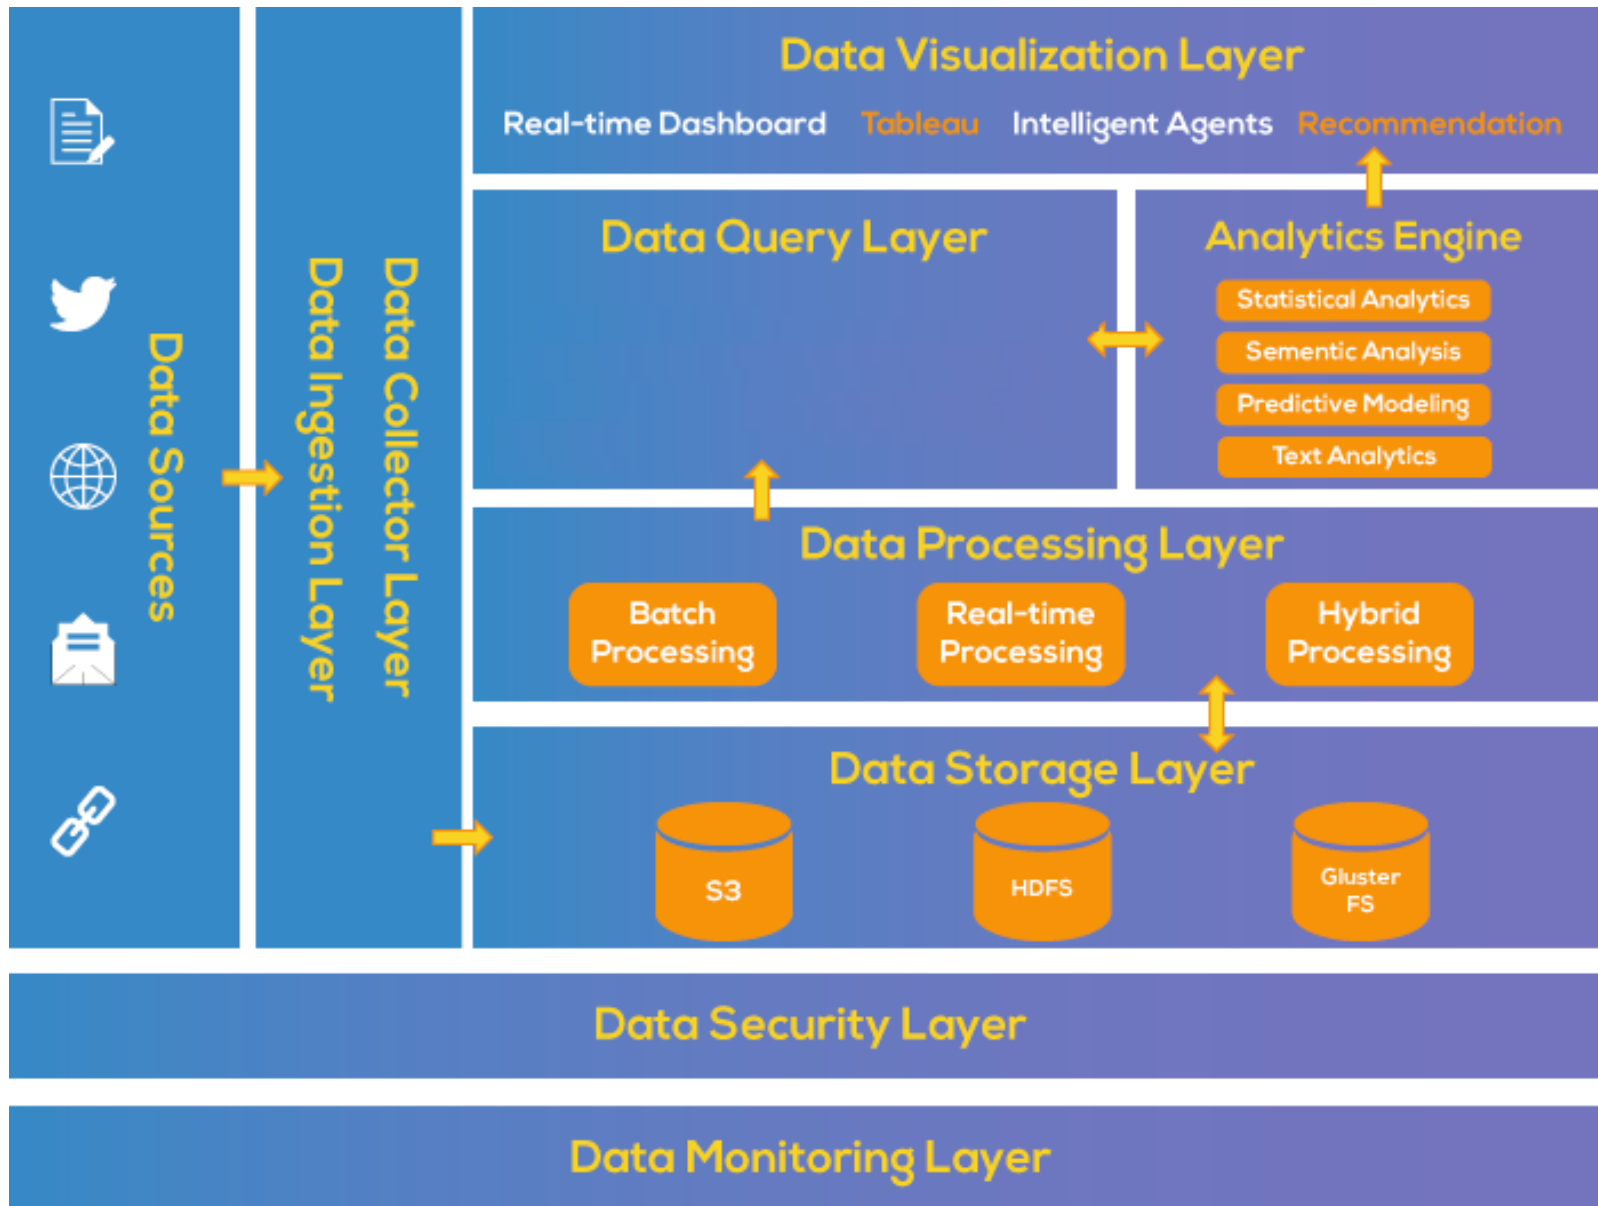 Data Sources
Data Ingestion Layer
Data Collector Layer
Data Visualization Layer
Real-time Dashboard Tableau Intelligent Agents Recommendation
Data Query Layer
Analytics Engine
Statistical Analytics
Sementic Analysis
Predictive Modeling
Text Analytics
Data Processing Layer
Batch
Processing
Real-time
Processing
Hybrid
Processing
Data Storage Layer
S3
HDFS
Gluster
FS
Data Security Layer
Data Monitoring Layer